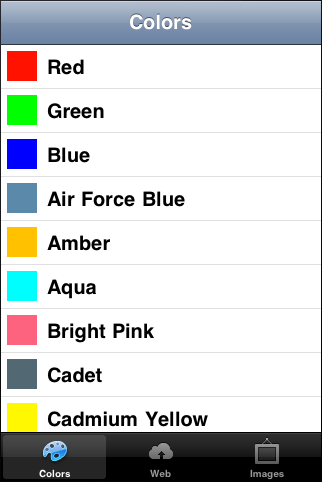 Colors
Red
Green
Blue
Air Force Blue
Amber
Aqua
Bright Pink
Cadet
Cadmium Yellow
Colors
Web
Images